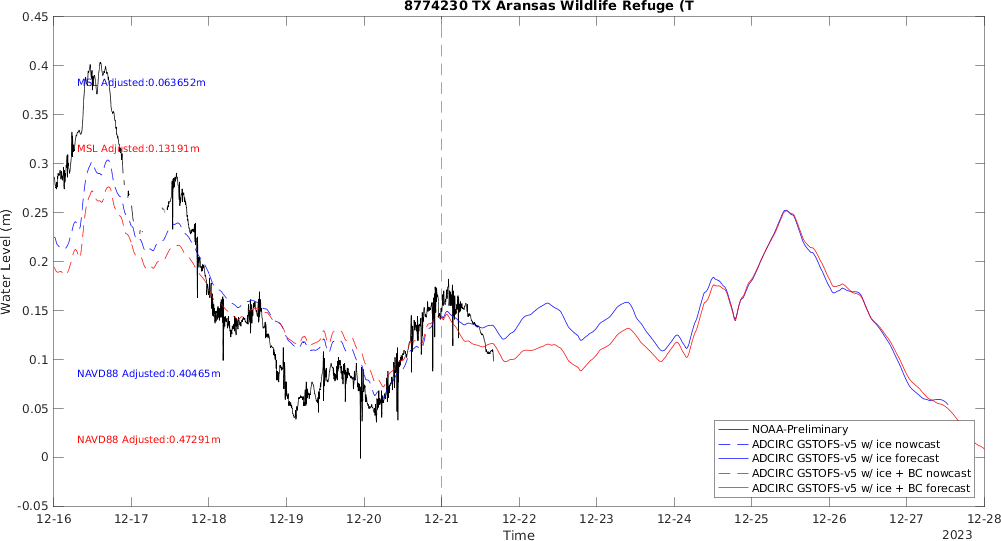 8774230 TX Aransas Wildlife Refuge (T
0.45
0.4
0.35
0.3
0.25
0.2
0.15
0.1
0.05
0
-0.05
Water Level (m)
MSL Adjusted:0.063652m
MSL Adjusted:0.13191m
NAVD88 Adjusted:0.40465m
NAVD88 Adjusted:0.47291m
NOAA-Preliminary
ADCIRC GSTOFS-v5 w/ ice nowcast
ADCIRC GSTOFS-v5 w/ ice forecast
ADCIRC GSTOFS-v5 w/ ice + BC nowcast
ADCIRC GSTOFS-v5 w/ ice + BC forecast
12-16 12-17 12-18 12-19 12-20 12-21 12-22 12-23 12-24 12-25 12-26 12-27 12-28
Time
2023